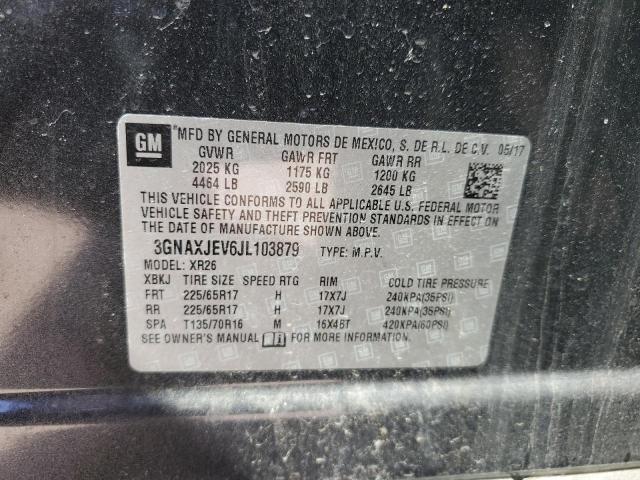 GM *MFD BY GENERAL MOTORS DE MEXICO, S. DE R.L. DE C.V. 05/17
GVWR GAWR FRT GAWR RR
2025 KG 1175 KG 1200 KG
4464 LB 2590 LB 2645 LB
THIS VEHICLE CONFORMS TO ALL APPLICABLE U.S. FEDERAL MOTOR
VEHICLE SAFETY AND THEFT PREVENTION STANDARDS IN EFFECT ON
THE DATE OF MANUFACTURE SHOWN ABOVE.
3GNAXJEV6JL103879 TYPE: M.P.V.
MODEL: XR26
XBKJ TIRE SIZE SPEED RTG RIM COLD TIRE PRESSURE
FRT 225/65R17 H 17X7J 240KPA(35PSI)
RR 225/65R17 H 17X7J 240KPA(35PSI)
SPA T135/70R16 M 16X4BT 420KPA(60PSI)
SEE OWNER'S MANUAL i FOR MORE INFORMATION.